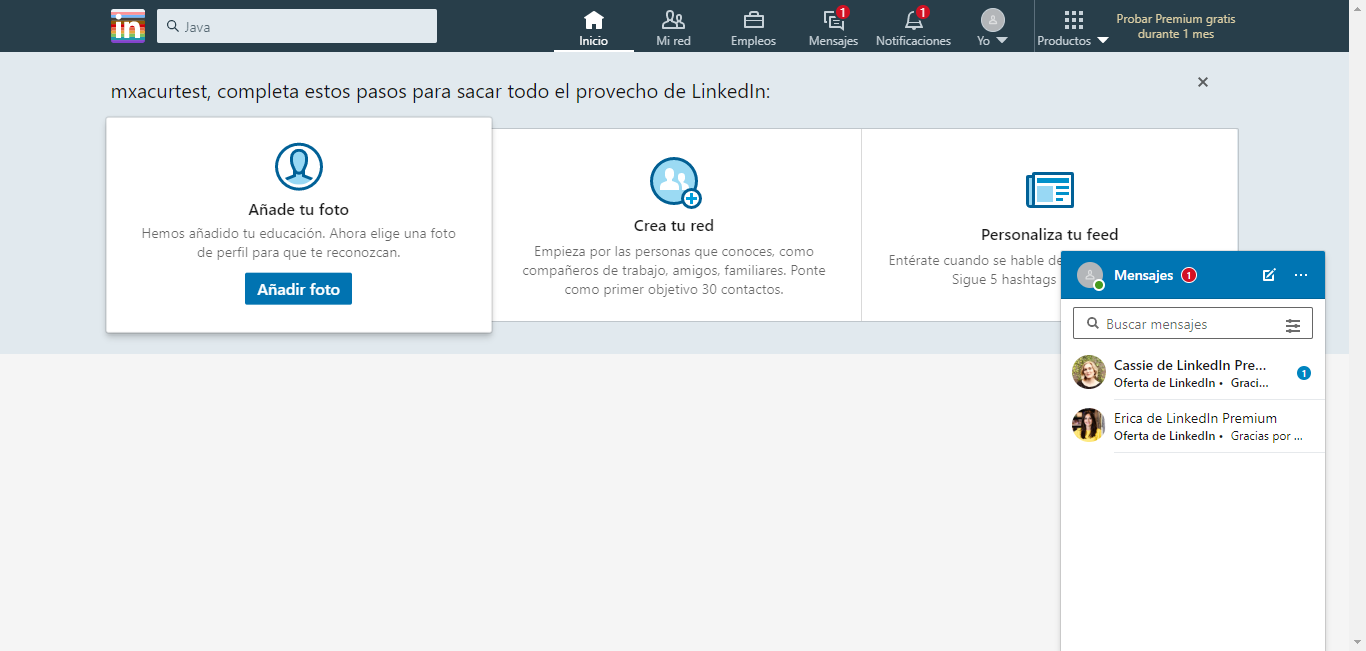 in
Java
Inicio
Mi red
Empleos
1
Mensajes
1
Notificaciones
Yo
Productos
Probar Premium gratis
durante 1 mes
mxacurtest, completa estos pasos para sacar todo el provecho de LinkedIn:
Añade tu foto
Hemos añadido tu educación. Ahora elige una foto
de perfil para que te reconozcan.
Añadir foto
Crea tu red
Empieza por las personas que conoces, como
compañeros de trabajo, amigos, familiares. Ponte
como primer objetivo 30 contactos.
Personaliza tu feed
Entérate cuando se hable de
Sigue 5 hashtags
Mensajes 1
Buscar mensajes
Cassie de LinkedIn Pre...
Oferta de LinkedIn • Graci...
1
Erica de LinkedIn Premium
Oferta de LinkedIn • Gracias por ...